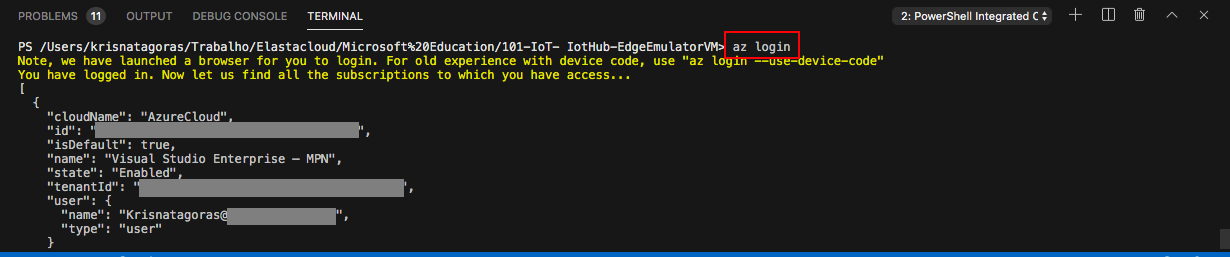 PROBLEMS 11 OUTPUT DEBUG CONSOLE TERMINAL 2: PowerShell Integrated C
PS /Users/krisnatagoras/Trabalho/Elastacloud/Microsoft%20Education/101-IoT- IotHub-EdgeEmulatorVM> az login
Note, we have launched a browser for you to login. For old experience with device code, use "az login --use-device-code"
You have logged in. Now let us find all the subscriptions to which you have access...
[
  {
    "cloudName": "AzureCloud",
    "id": "",
    "isDefault": true,
    "name": "Visual Studio Enterprise – MPN",
    "state": "Enabled",
    "tenantId": "",
    "user": {
      "name": "Krisnatagoras@",
      "type": "user"
    }